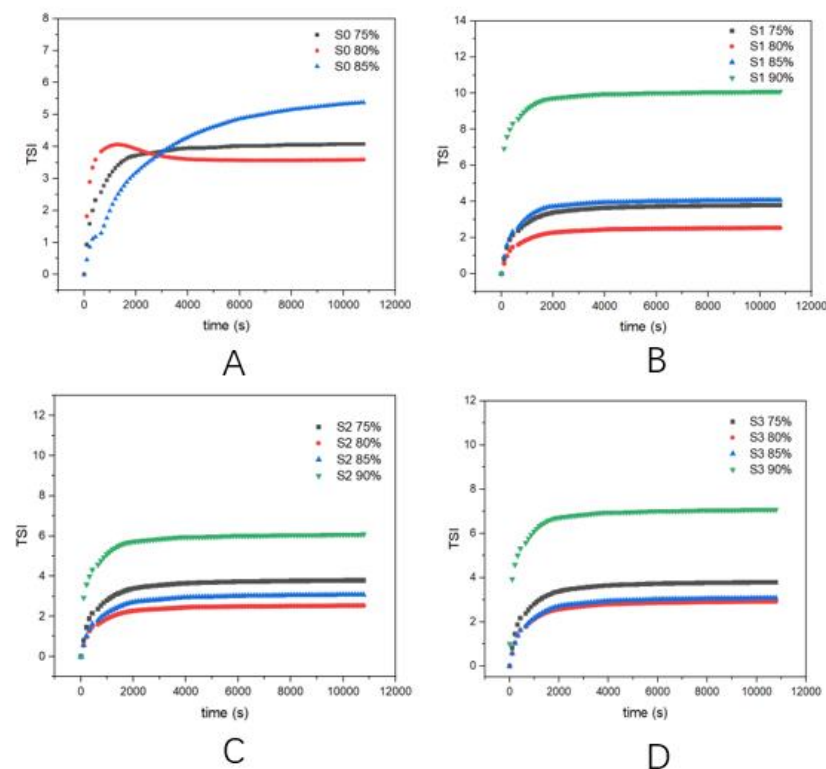 8
7
6
5
4
3
2
1
0
TSI
S0 75%
S0 80%
S0 85%
0 2000 4000 6000 8000 10000 12000
time (s)
A
14
12
10
8
6
4
2
0
TSI
S1 75%
S1 80%
S1 85%
S1 90%
0 2000 4000 6000 8000 10000 12000
time (s)
B
12
10
8
6
4
2
0
TSI
S2 75%
S2 80%
S2 85%
S2 90%
0 2000 4000 6000 8000 10000 12000
time (s)
C
12
10
8
6
4
2
0
TSI
S3 75%
S3 80%
S3 85%
S3 90%
0 2000 4000 6000 8000 10000 12000
time (s)
D